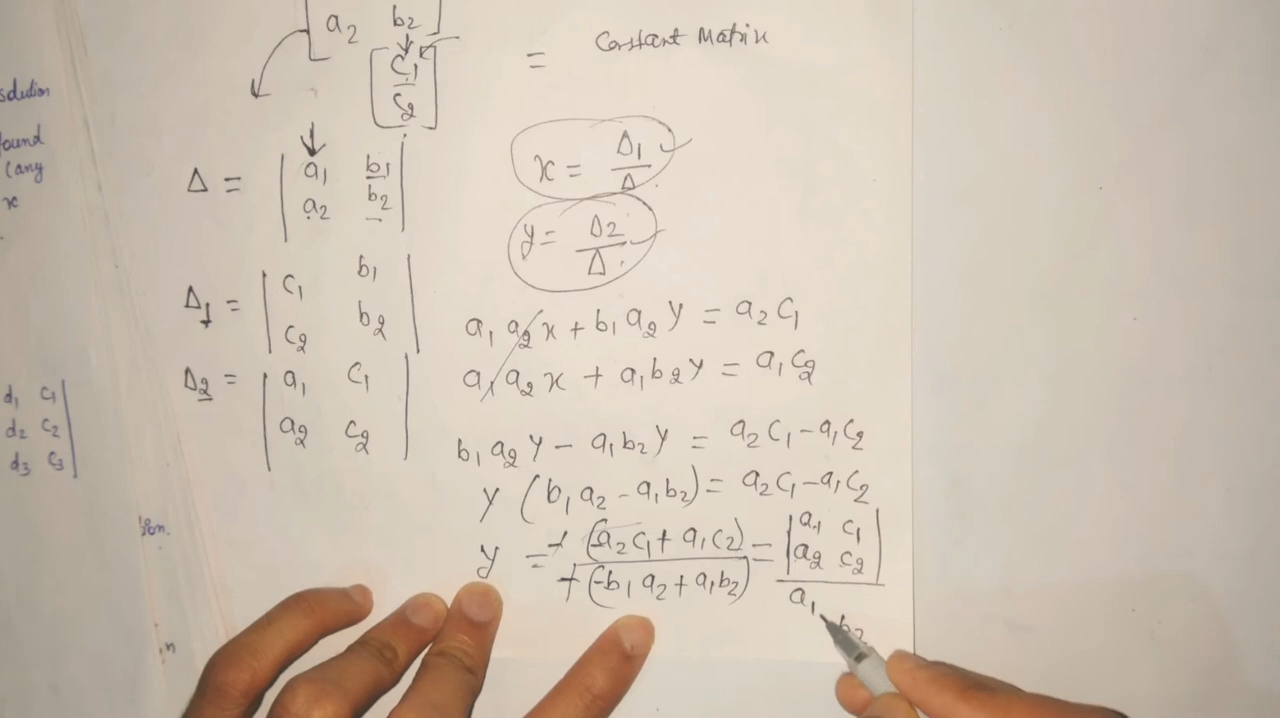 a2 b2
C1
C2
= Constant Matrix
solution
found
(any
x
Δ = | a1 b1 |
| a2 b2 |
x = Δ1/Δ
y = Δ2/Δ
Δ1 = | c1 b1 |
| c2 b2 |
Δ2 = | a1 c1 |
| a2 c2 |
d1 c1
d2 c2
d3 c3
a1 a2 x + b1 a2 y = a2 c1
a1 a2 x + a1 b2 y = a1 c2
b1 a2 y - a1 b2 y = a2 c1 - a1 c2
y (b1 a2 - a1 b2) = a2 c1 - a1 c2
y = + (-a2 c1 + a1 c2) / + (-b1 a2 + a1 b2) = | a1 c1 |
| a2 c2 |
a1 b2